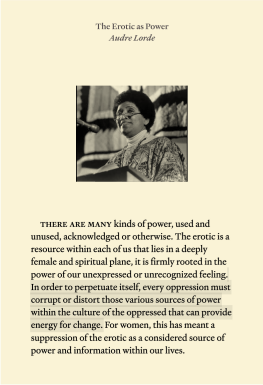 The Erotic as Power
Audre Lorde
THERE ARE MANY kinds of power, used and
unused, acknowledged or otherwise. The erotic is a
resource within each of us that lies in a deeply
female and spiritual plane, it is firmly rooted in the
power of our unexpressed or unrecognized feeling.
In order to perpetuate itself, every oppression must
corrupt or distort those various sources of power
within the culture of the oppressed that can provide
energy for change. For women, this has meant a
suppression of the erotic as a considered source of
power and information within our lives.